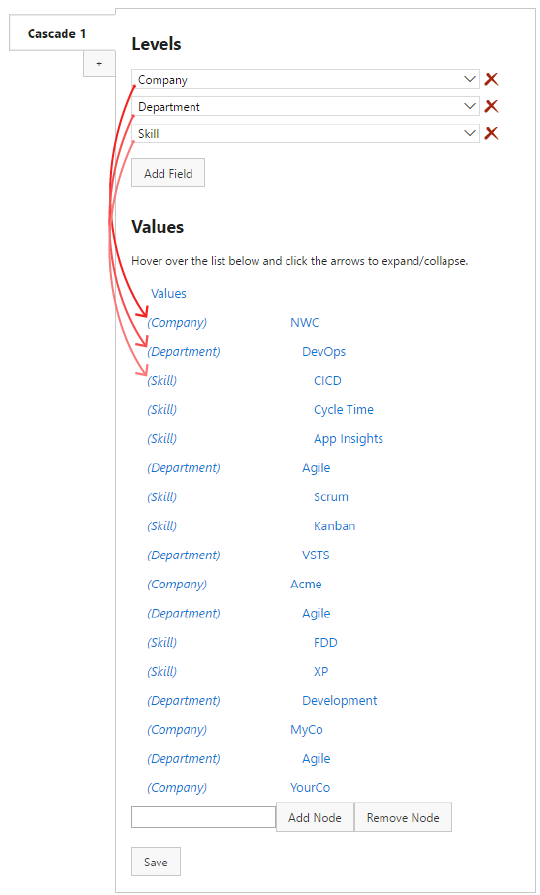 Cascade 1
+
Levels
Company
Department
Skill
Add Field
Values
Hover over the list below and click the arrows to expand/collapse.
Values
(Company) NWC
(Department) DevOps
(Skill) CICD
(Skill) Cycle Time
(Skill) App Insights
(Department) Agile
(Skill) Scrum
(Skill) Kanban
(Department) VSTS
(Company) Acme
(Department) Agile
(Skill) FDD
(Skill) XP
(Department) Development
(Company) MyCo
(Department) Agile
(Company) YourCo
Add Node Remove Node
Save